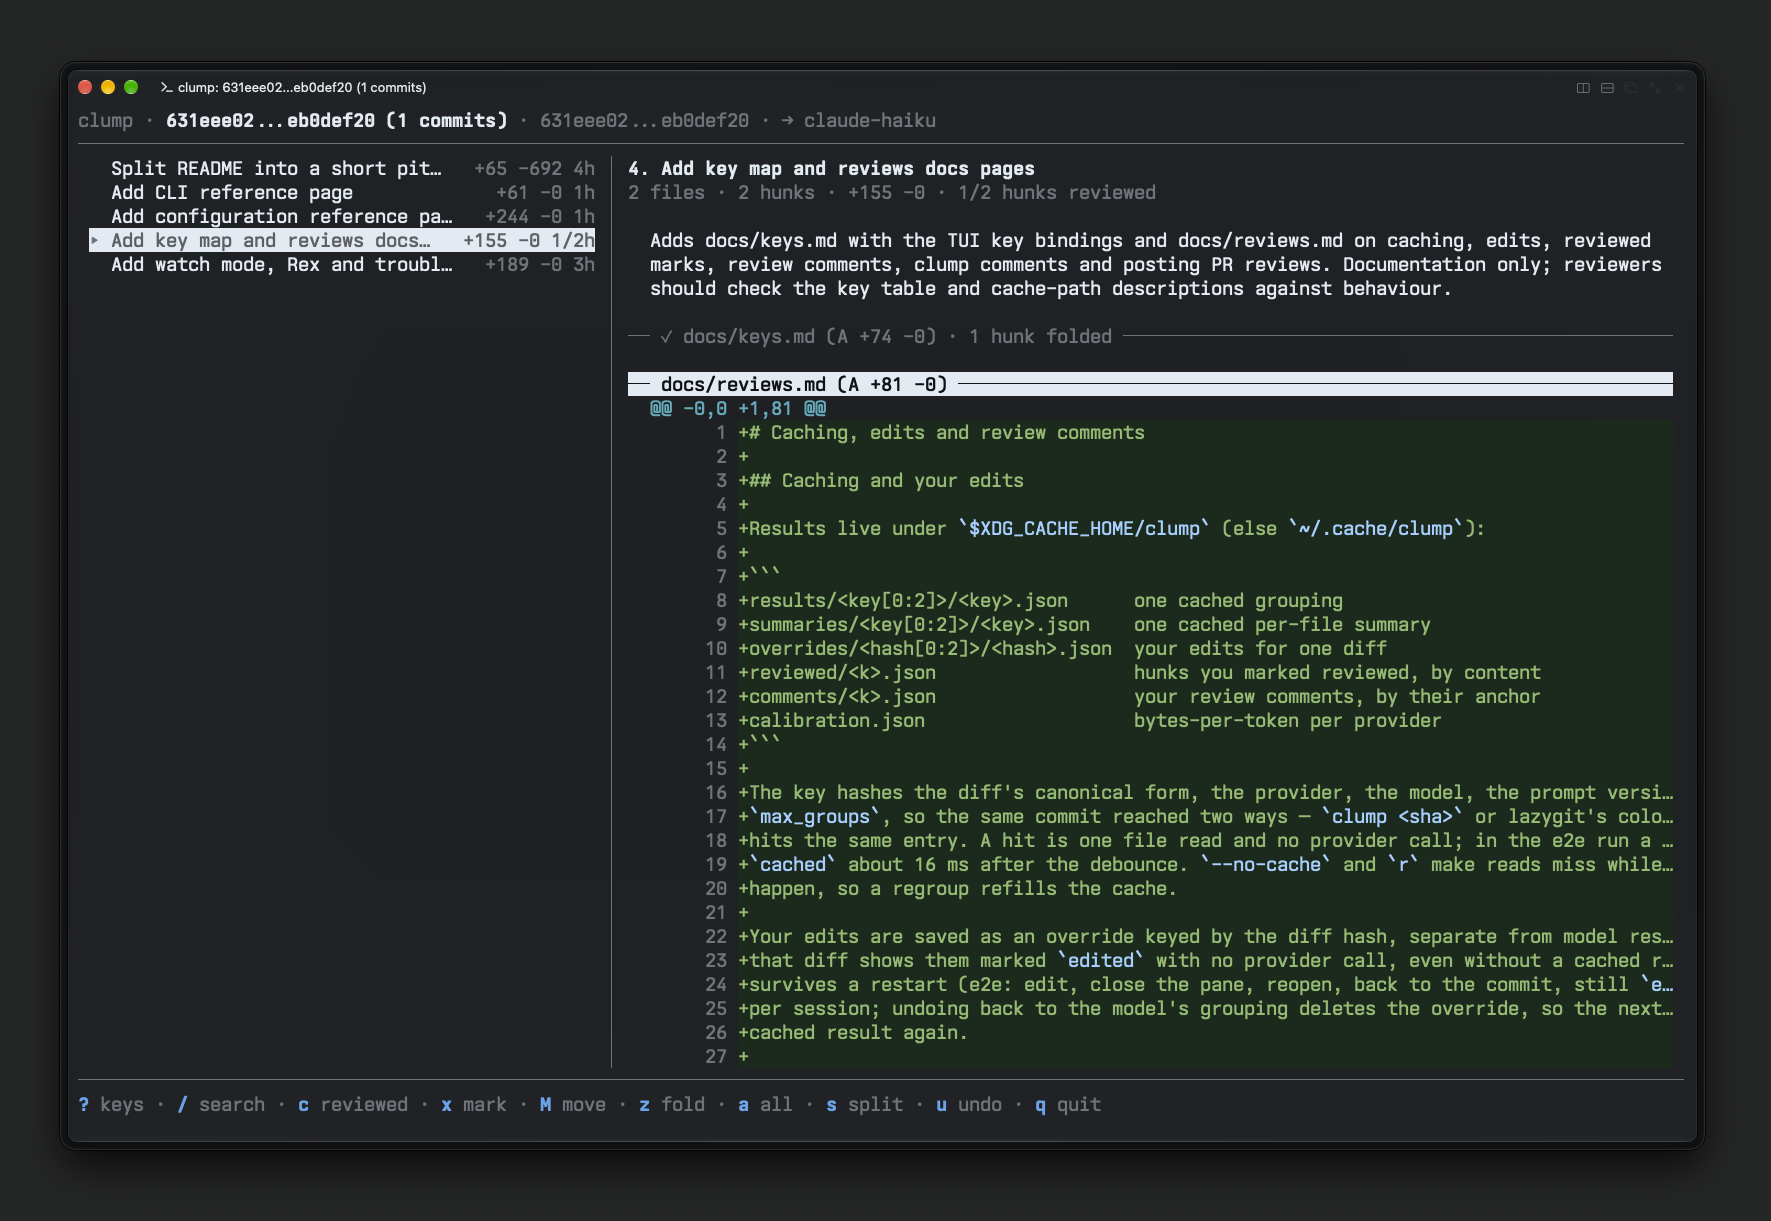 clump: 631eee02...eb0def20 (1 commits)
clump · 631eee02...eb0def20 (1 commits) · 631eee02...eb0def20 · → claude-haiku
Split README into a short pit… +65 -692 4h
Add CLI reference page +61 -0 1h
Add configuration reference pa… +244 -0 1h
▸ Add key map and reviews docs… +155 -0 1/2h
Add watch mode, Rex and troubl… +189 -0 3h
4. Add key map and reviews docs pages
2 files · 2 hunks · +155 -0 · 1/2 hunks reviewed
Adds docs/keys.md with the TUI key bindings and docs/reviews.md on caching, edits, reviewed
marks, review comments, clump comments and posting PR reviews. Documentation only; reviewers
should check the key table and cache-path descriptions against behaviour.
── ✓ docs/keys.md (A +74 -0) · 1 hunk folded
── docs/reviews.md (A +81 -0)
@@ -0,0 +1,81 @@
1 +# Caching, edits and review comments
2 +
3 +## Caching and your edits
4 +
5 +Results live under `$XDG_CACHE_HOME/clump` (else `~/.cache/clump`):
6 +
7 +```
8 +results/<key[0:2]>/<key>.json one cached grouping
9 +summaries/<key[0:2]>/<key>.json one cached per-file summary
10 +overrides/<hash[0:2]>/<hash>.json your edits for one diff
11 +reviewed/<k>.json hunks you marked reviewed, by content
12 +comments/<k>.json your review comments, by their anchor
13 +calibration.json bytes-per-token per provider
14 +```
15 +
16 +The key hashes the diff's canonical form, the provider, the model, the prompt versi…
17 +`max_groups`, so the same commit reached two ways — `clump <sha>` or lazygit's colo…
18 +hits the same entry. A hit is one file read and no provider call; in the e2e run a …
19 +`cached` about 16 ms after the debounce. `--no-cache` and `r` make reads miss while…
20 +happen, so a regroup refills the cache.
21 +
22 +Your edits are saved as an override keyed by the diff hash, separate from model res…
23 +that diff shows them marked `edited` with no provider call, even without a cached r…
24 +survives a restart (e2e: edit, close the pane, reopen, back to the commit, still `e…
25 +per session; undoing back to the model's grouping deletes the override, so the next…
26 +cached result again.
27 +
? keys · / search · c reviewed · x mark · M move · z fold · a all · s split · u undo · q quit